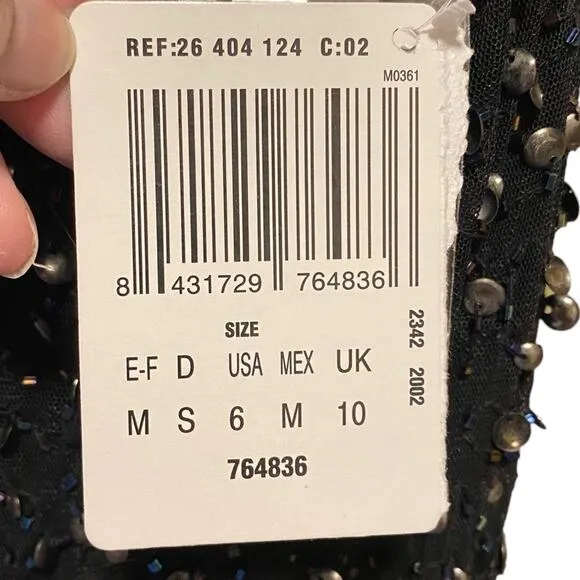 REF:26 404 124 C:02
M0361
8 431729 764836
SIZE
E-F D USA MEX UK
M S 6 M 10
764836
2342 2002